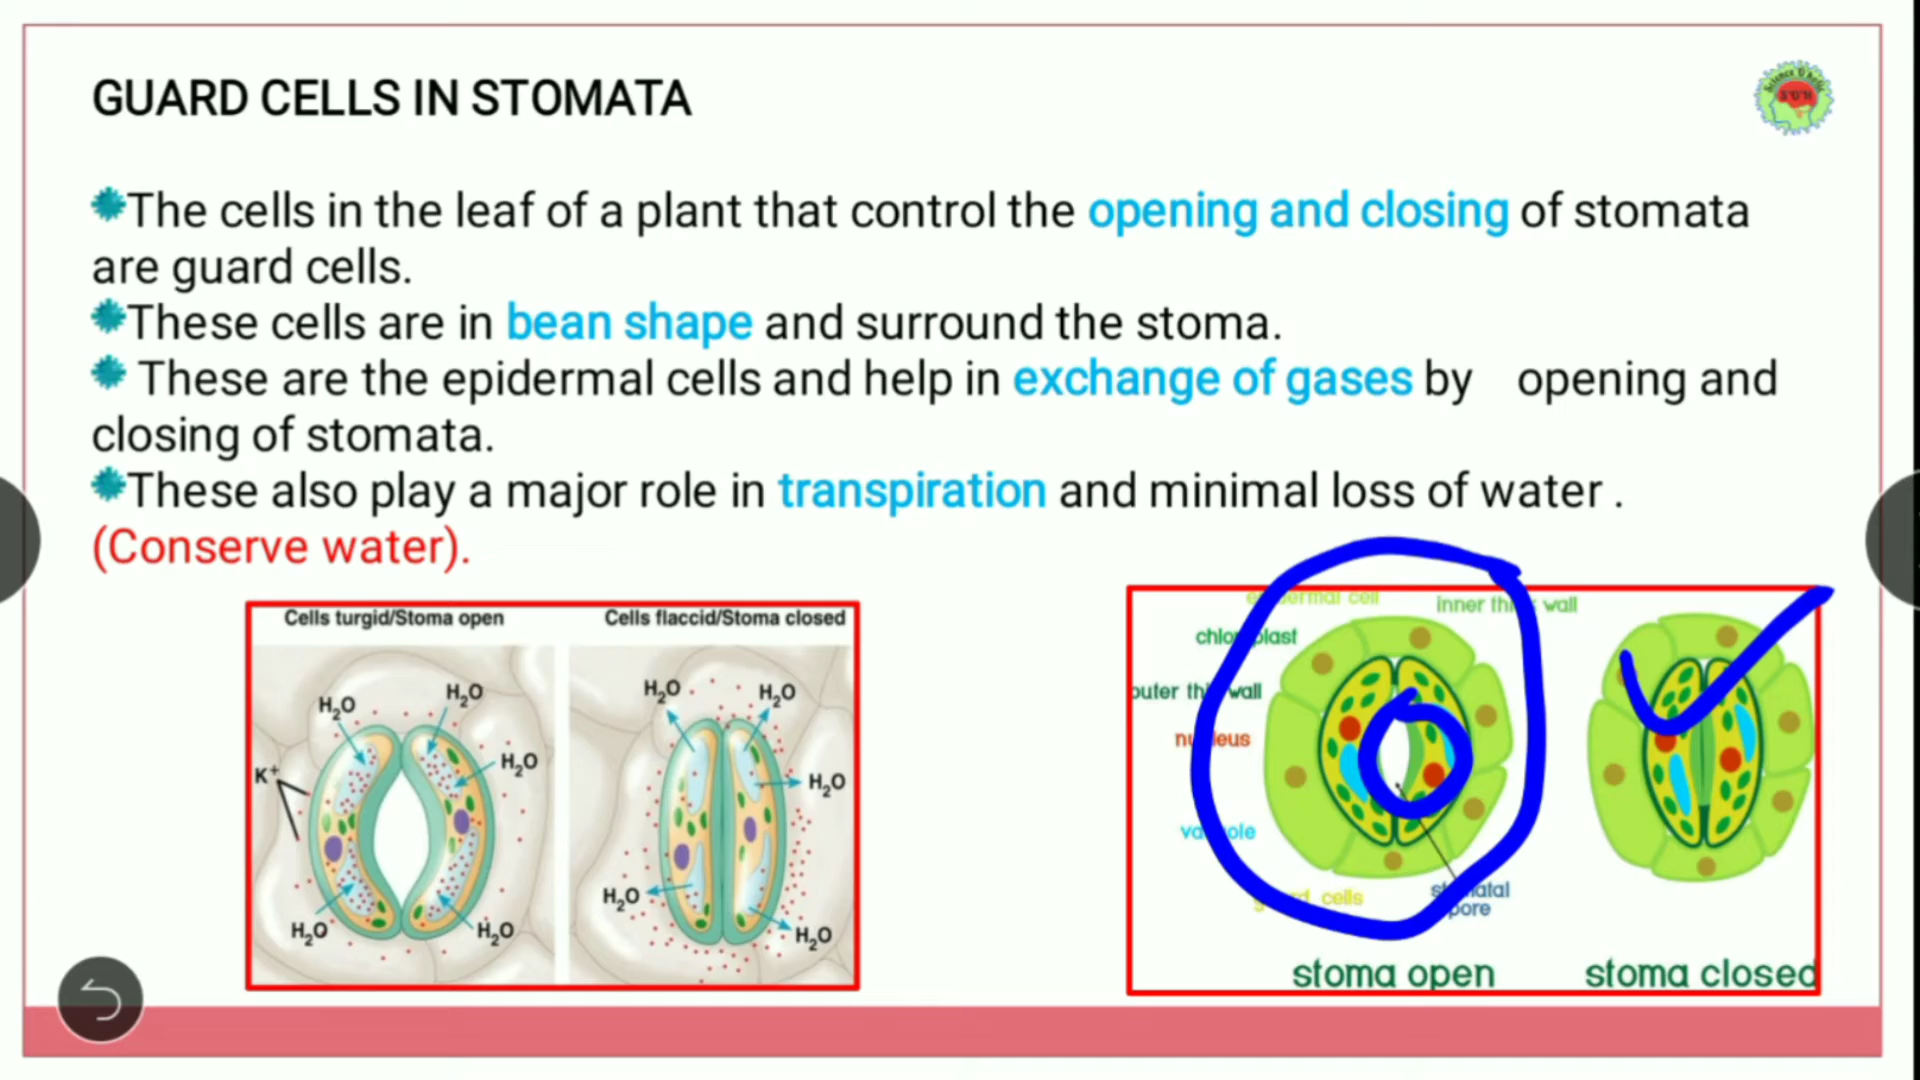 GUARD CELLS IN STOMATA
The cells in the leaf of a plant that control the opening and closing of stomata
are guard cells.
These cells are in bean shape and surround the stoma.
These are the epidermal cells and help in exchange of gases by opening and
closing of stomata.
These also play a major role in transpiration and minimal loss of water .
(Conserve water).
Cells turgid/Stoma open
Cells flaccid/Stoma closed
H₂O
H₂O
H₂O
K⁺
H₂O
H₂O
H₂O
H₂O
H₂O
H₂O
H₂O
epidermal cell
inner thick wall
chloroplast
outer thin wall
nucleus
vacuole
guard cells
stomatal
pore
stoma open
stoma closed